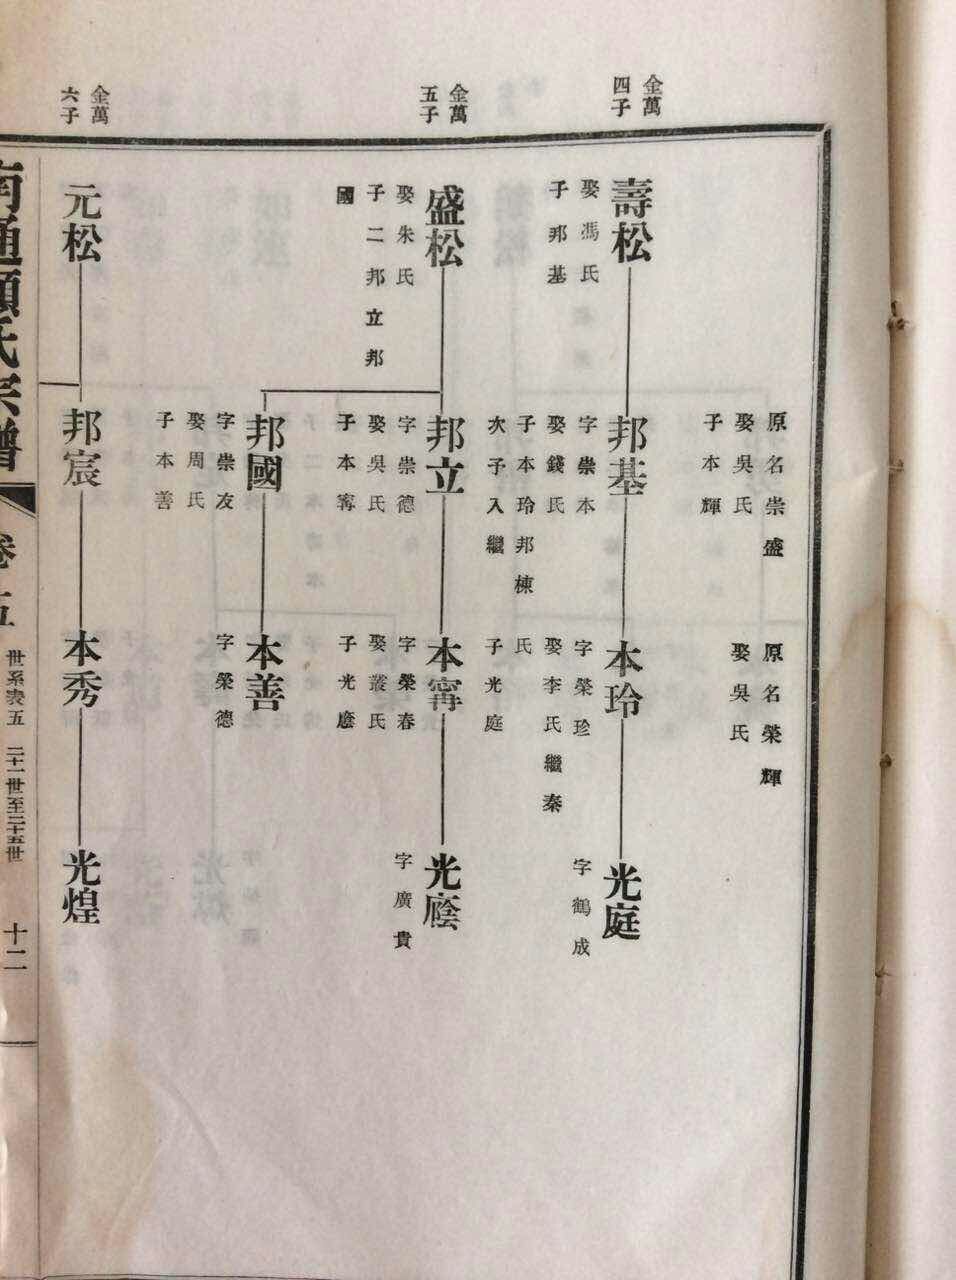 金萬
四子
金萬
五子
金萬
六子
原名崇盛
娶吳氏
子本輝
原名榮輝
娶吳氏
壽松
娶馮氏
子邦基
邦基
字崇本
娶錢氏
子本玲邦棟
次子入繼
本玲
字榮珍
娶李氏繼秦
氏
子光庭
光庭
字鶴成
盛松
娶朱氏
子二邦立邦
國
邦立
字崇德
娶吳氏
子本寗
本寗
字榮春
娶叢氏
子光廕
光廕
字廣貴
邦國
字崇友
娶周氏
子本善
本善
字榮德
元松
邦宸
本秀
光煌
南通顧氏宗譜
卷五
世系表五 二十一世至二十五世
十二